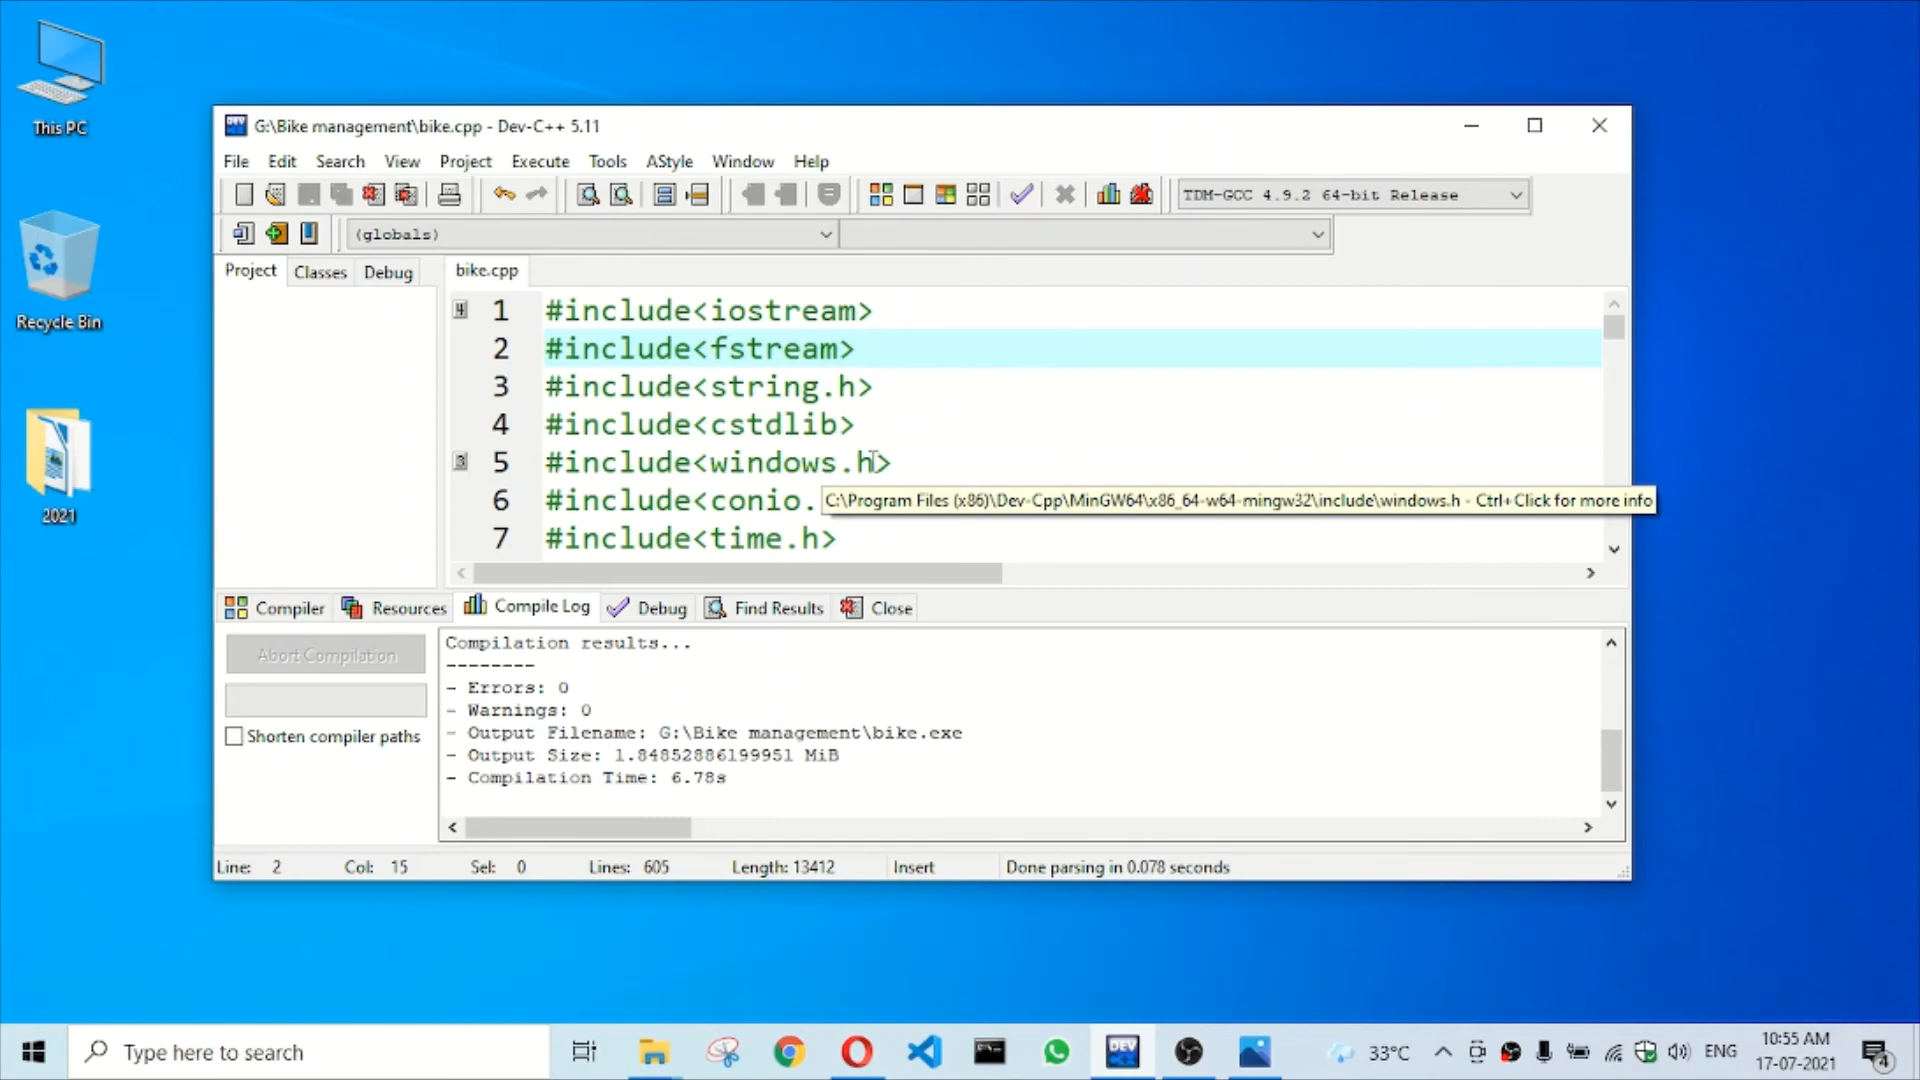 This PC
Recycle Bin
2021
G:\Bike management\bike.cpp - Dev-C++ 5.11
File Edit Search View Project Execute Tools AStyle Window Help
TDM-GCC 4.9.2 64-bit Release
(globals)
Project Classes Debug
bike.cpp
1 #include<iostream>
2 #include<fstream>
3 #include<string.h>
4 #include<cstdlib>
5 #include<windows.h>
6 #include<conio.
C:\Program Files (x86)\Dev-Cpp\MinGW64\x86_64-w64-mingw32\include\windows.h - Ctrl+Click for more info
7 #include<time.h>
Compiler Resources Compile Log Debug Find Results Close
Abort Compilation
Shorten compiler paths
Compilation results...
--------
- Errors: 0
- Warnings: 0
- Output Filename: G:\Bike management\bike.exe
- Output Size: 1.84852886199951 MiB
- Compilation Time: 6.78s
Line: 2 Col: 15 Sel: 0 Lines: 605 Length: 13412 Insert Done parsing in 0.078 seconds
Type here to search
DEV
33°C
ENG
10:55 AM
17-07-2021
4